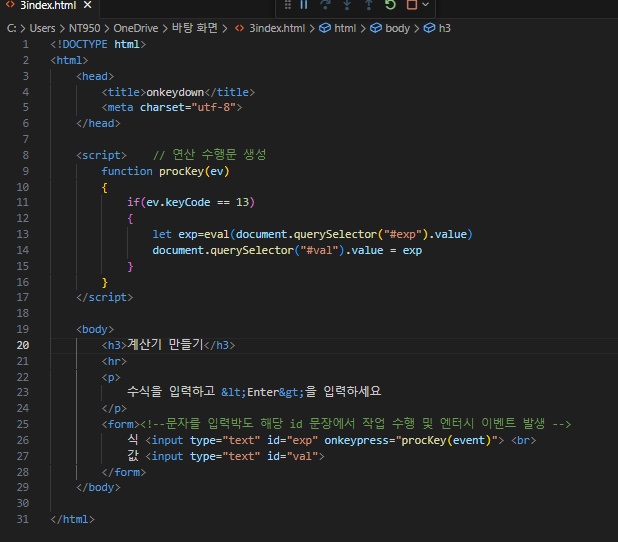 3index.html
C: > Users > NT950 > OneDrive > 바탕 화면 > 3index.html > html > body > h3
1 <!DOCTYPE html>
2 <html>
3 <head>
4 <title>onkeydown</title>
5 <meta charset="utf-8">
6 </head>
7
8 <script> // 연산 수행문 생성
9 function procKey(ev)
10 {
11 if(ev.keyCode == 13)
12 {
13 let exp=eval(document.querySelector("#exp").value)
14 document.querySelector("#val").value = exp
15 }
16 }
17 </script>
18
19 <body>
20 <h3>계산기 만들기</h3>
21 <hr>
22 <p>
23 수식을 입력하고 &lt;Enter&gt;을 입력하세요
24 </p>
25 <form><!--문자를 입력박도 해당 id 문장에서 작업 수행 및 엔터시 이벤트 발생 -->
26 식 <input type="text" id="exp" onkeypress="procKey(event)"> <br>
27 값 <input type="text" id="val">
28 </form>
29 </body>
30
31 </html>